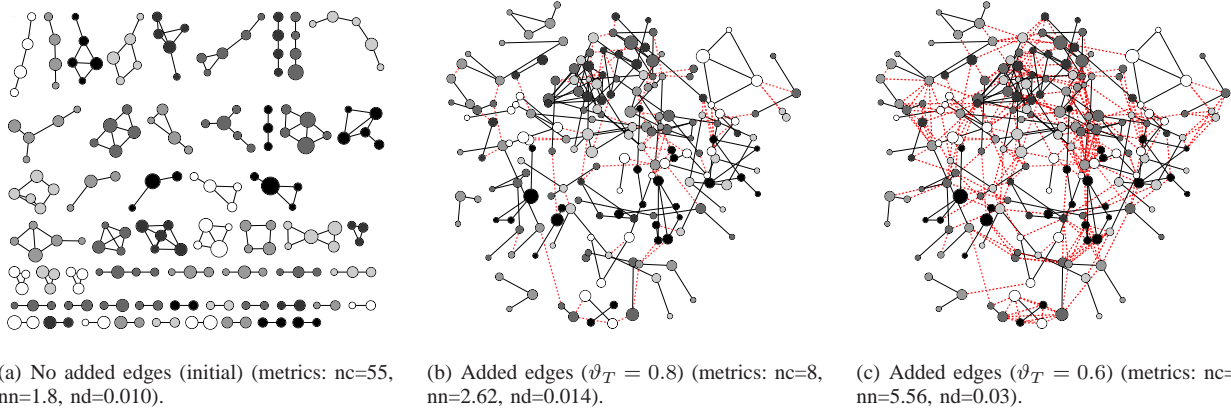 (a) No added edges (initial) (metrics: nc=55,
nn=1.8, nd=0.010).
(b) Added edges (ϑT = 0.8) (metrics: nc=8,
nn=2.62, nd=0.014).
(c) Added edges (ϑT = 0.6) (metrics: nc=
nn=5.56, nd=0.03).